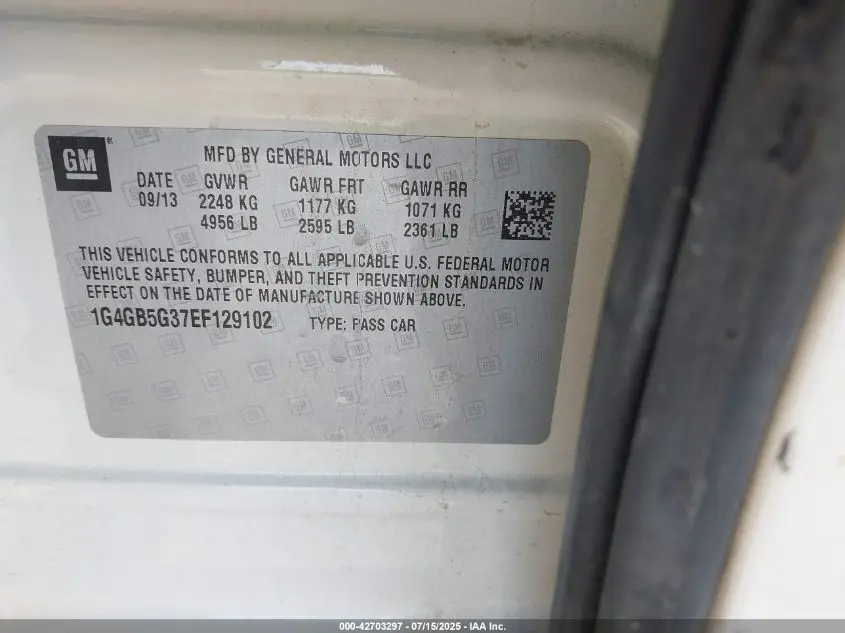 GM
MFD BY GENERAL MOTORS LLC
DATE GVWR GAWR FRT GAWR RR
09/13 2248 KG 1177 KG 1071 KG
4956 LB 2595 LB 2361 LB
THIS VEHICLE CONFORMS TO ALL APPLICABLE U.S. FEDERAL MOTOR
VEHICLE SAFETY, BUMPER, AND THEFT PREVENTION STANDARDS IN
EFFECT ON THE DATE OF MANUFACTURE SHOWN ABOVE.
1G4GB5G37EF129102 TYPE: PASS CAR
000-42703297 - 07/15/2025 - IAA Inc.